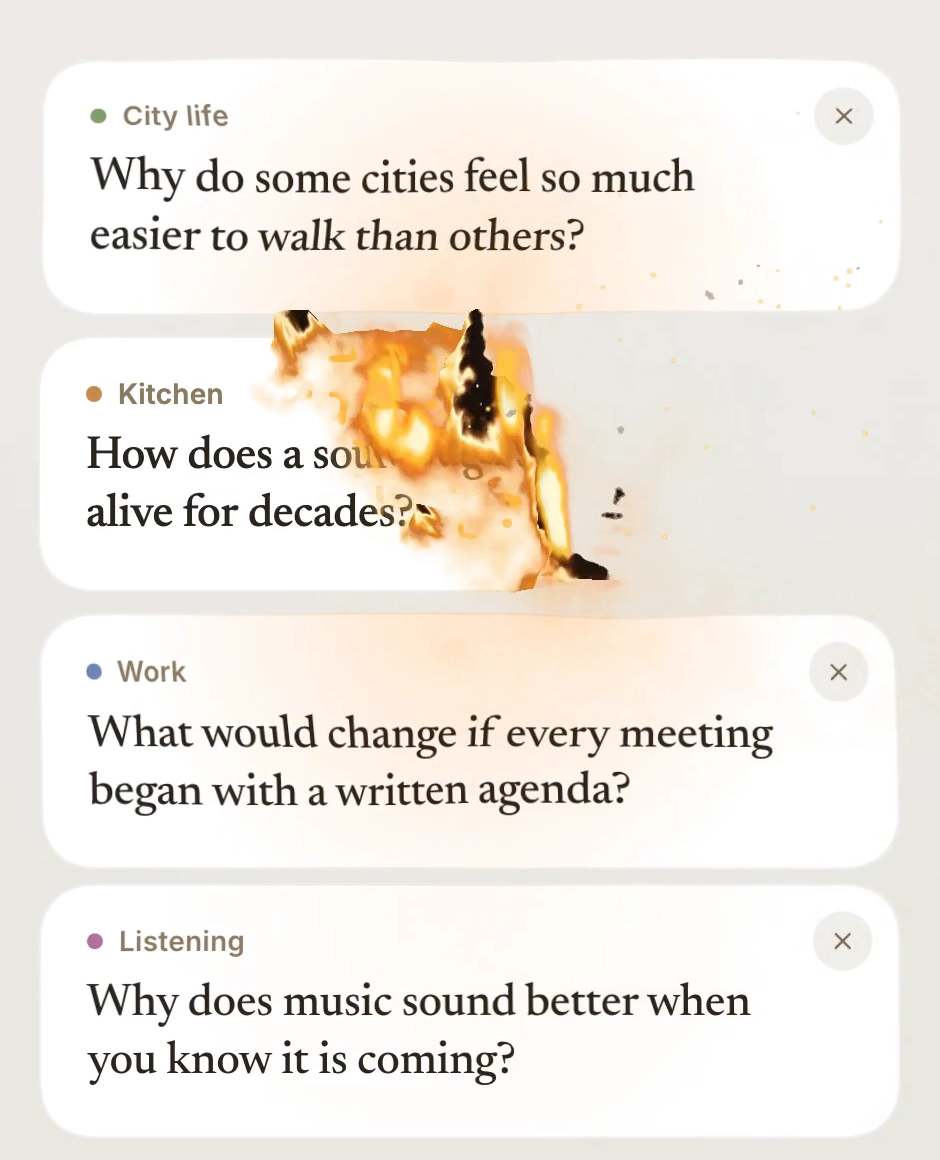 City life
Why do some cities feel so much
easier to walk than others?
Kitchen
How does a
alive for decades?
Work
What would change if every meeting
began with a written agenda?
Listening
Why does music sound better when
you know it is coming?